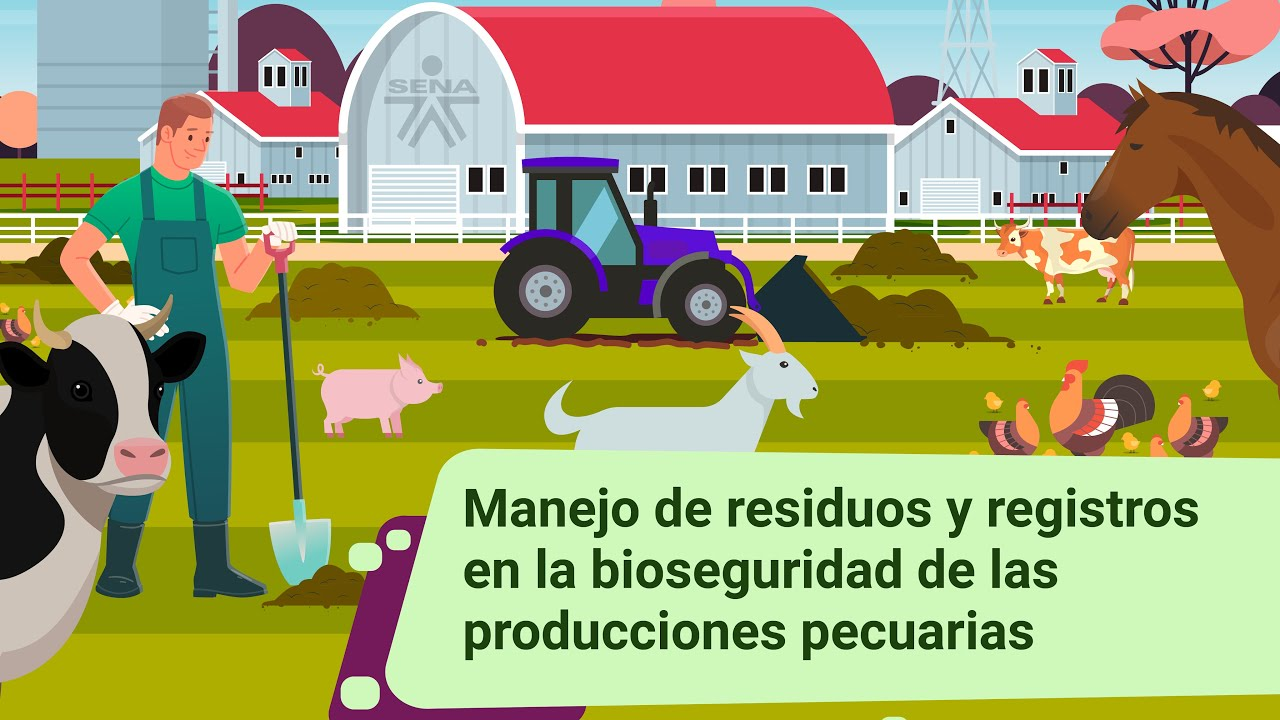 SENA
Manejo de residuos y registros
en la bioseguridad de las
producciones pecuarias